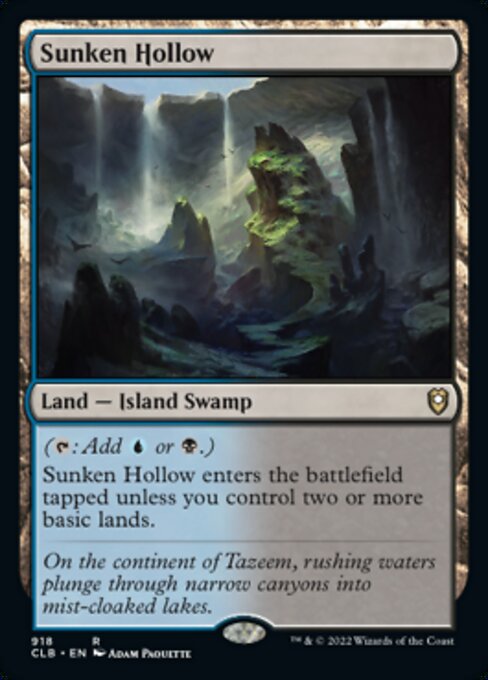 Sunken Hollow
Land — Island Swamp
( : Add  or .)
Sunken Hollow enters the battlefield
tapped unless you control two or more
basic lands.
On the continent of Tazeem, rushing waters
plunge through narrow canyons into
mist-cloaked lakes.
918 R
CLB • EN Adam Paquette
™ & © 2022 Wizards of the Coast